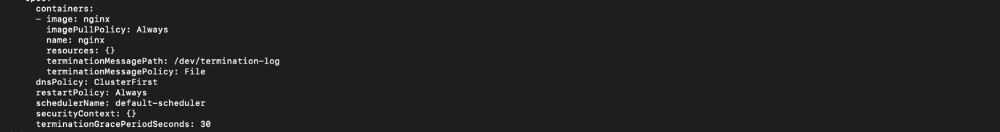 containers:
- image: nginx
imagePullPolicy: Always
name: nginx
resources: {}
terminationMessagePath: /dev/termination-log
terminationMessagePolicy: File
dnsPolicy: ClusterFirst
restartPolicy: Always
schedulerName: default-scheduler
securityContext: {}
terminationGracePeriodSeconds: 30